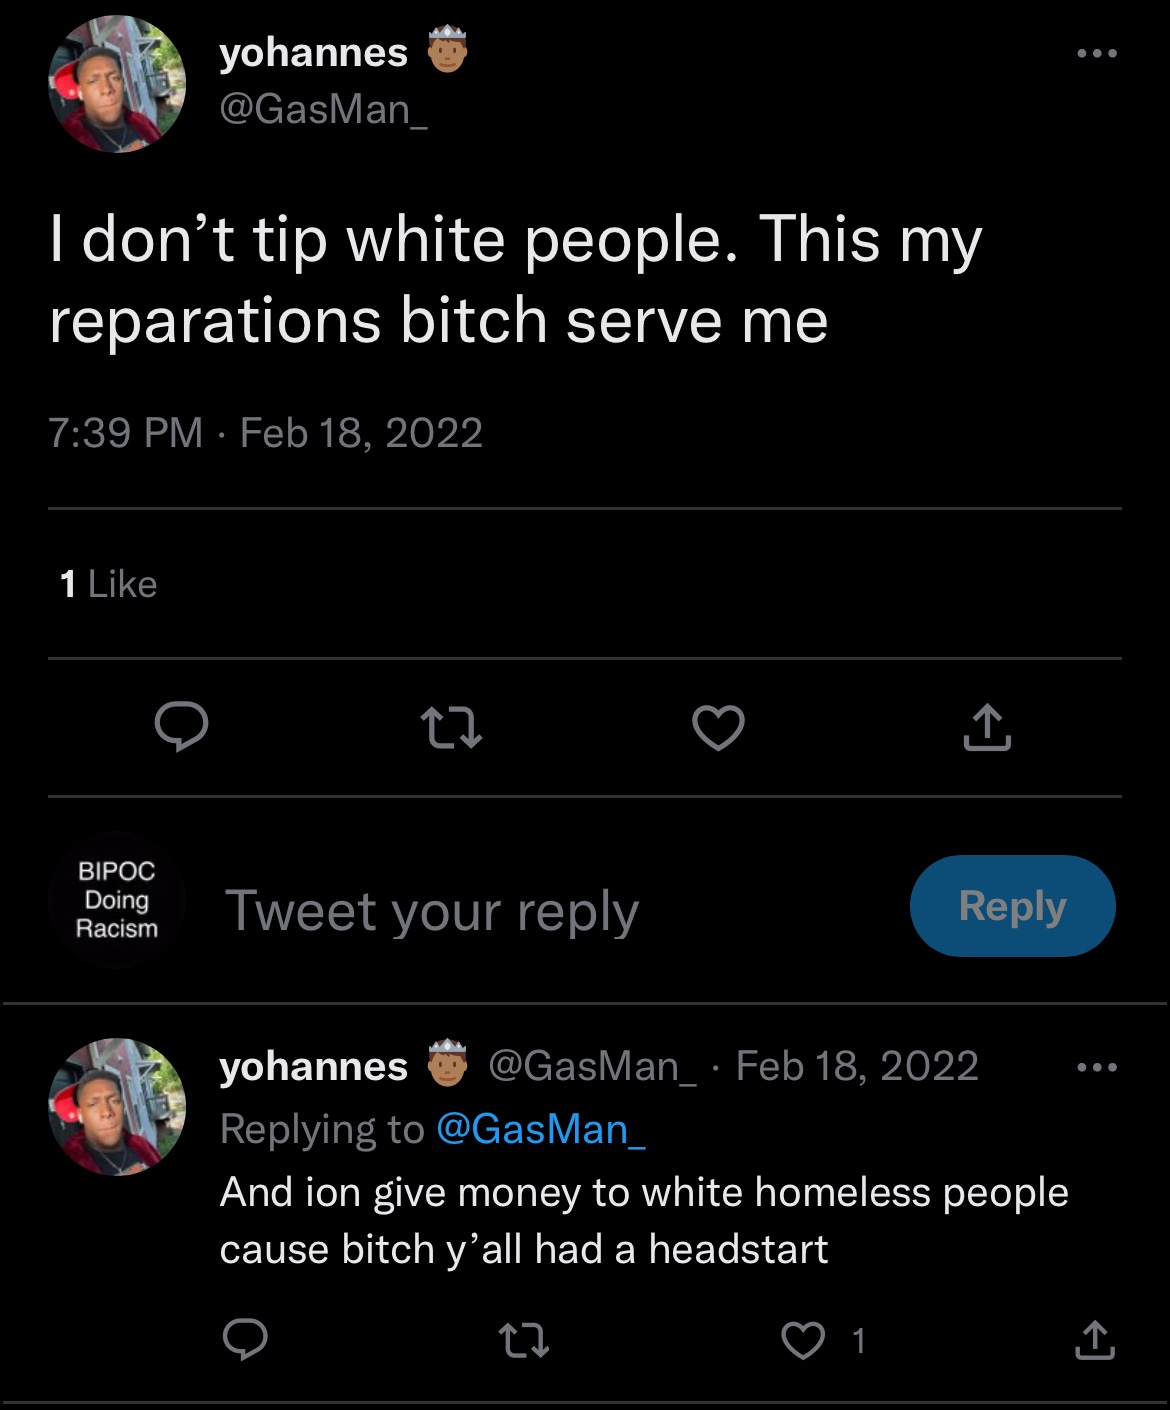 yohannes 🤴🏽
@GasMan_
I don’t tip white people. This my
reparations bitch serve me
7:39 PM · Feb 18, 2022
1 Like
BIPOC
Doing
Racism
Tweet your reply
Reply
yohannes 🤴🏽 @GasMan_ · Feb 18, 2022
Replying to @GasMan_
And ion give money to white homeless people
cause bitch y’all had a headstart
1